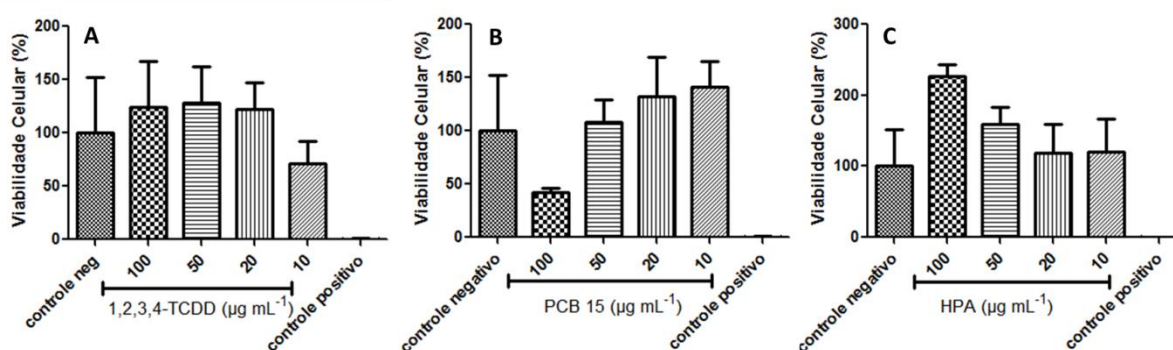 A
Viabilidade Celular (%)
200
150
100
50
0
controle neg
100
50
20
10
controle positivo
1,2,3,4-TCDD (µg mL⁻¹)
B
Viabilidade Celular (%)
200
150
100
50
0
controle negativo
100
50
20
10
controle positivo
PCB 15 (µg mL⁻¹)
C
Viabilidade Celular (%)
300
200
100
0
controle negativo
100
50
20
10
controle positivo
HPA (µg mL⁻¹)